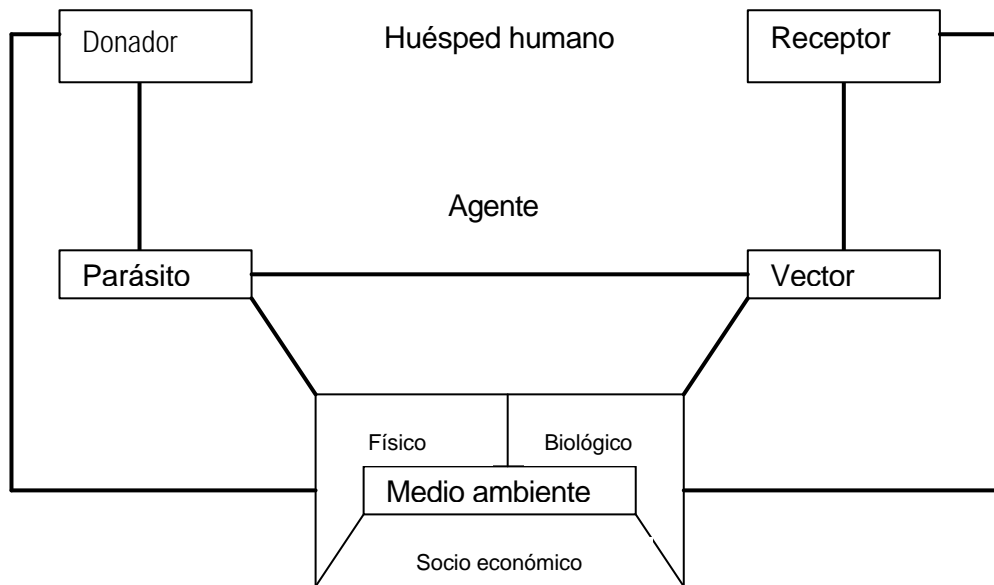 Donador
Huésped humano
Receptor
Agente
Parásito
Vector
Físico
Biológico
Medio ambiente
Socio económico